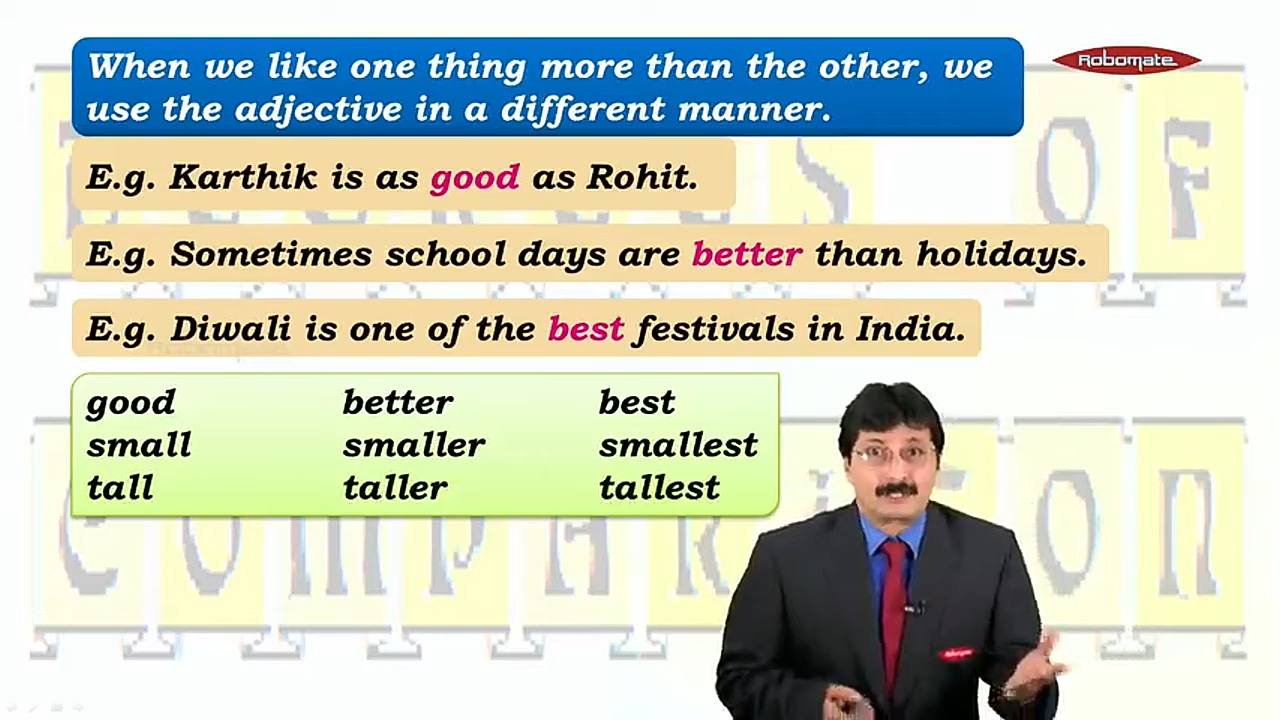 When we like one thing more than the other, we
use the adjective in a different manner.
Robomate
E.g. Karthik is as good as Rohit.
E.g. Sometimes school days are better than holidays.
E.g. Diwali is one of the best festivals in India.
good better best
small smaller smallest
tall taller tallest